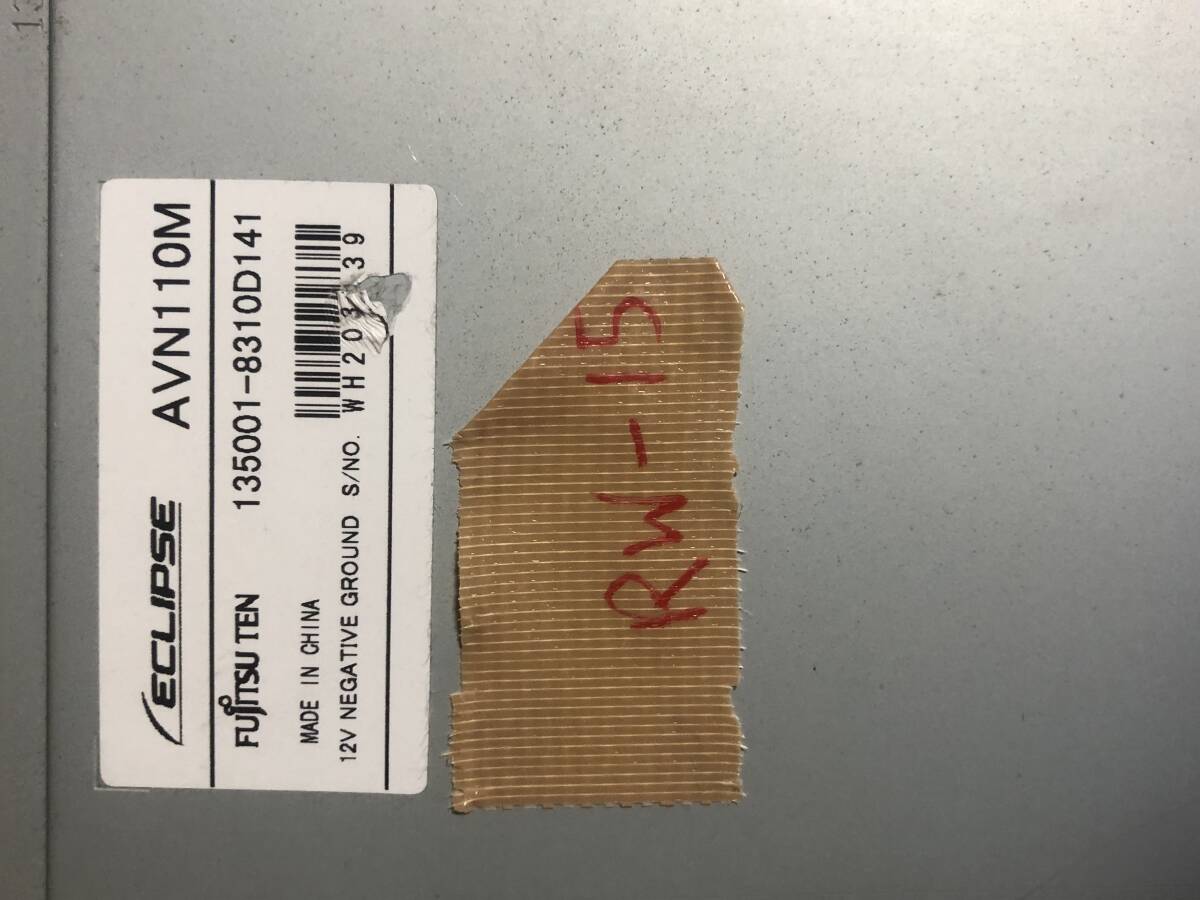 ECLIPSE AVN110M
FUJITSU TEN 135001-8310D141
MADE IN CHINA
12V NEGATIVE GROUND S/NO.
RW-15